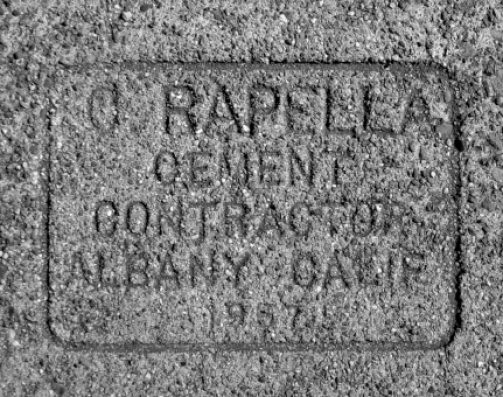 O. RAPELLA
CEMENT
CONTRACTOR
ALBANY CALIF.
1957